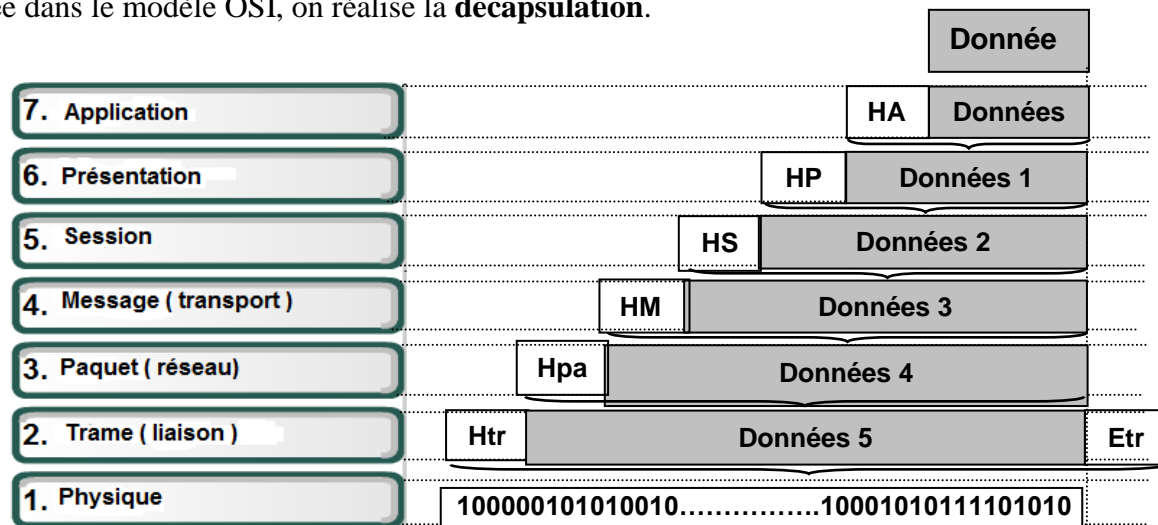 ée dans le modèle OSI, on réalise la décapsulation.
Donnée
7. Application HA Données
6. Présentation HP Données 1
5. Session HS Données 2
4. Message ( transport ) HM Données 3
3. Paquet ( réseau) Hpa Données 4
2. Trame ( liaison ) Htr Données 5 Etr
1. Physique 100000101010010…………….10001010111101010